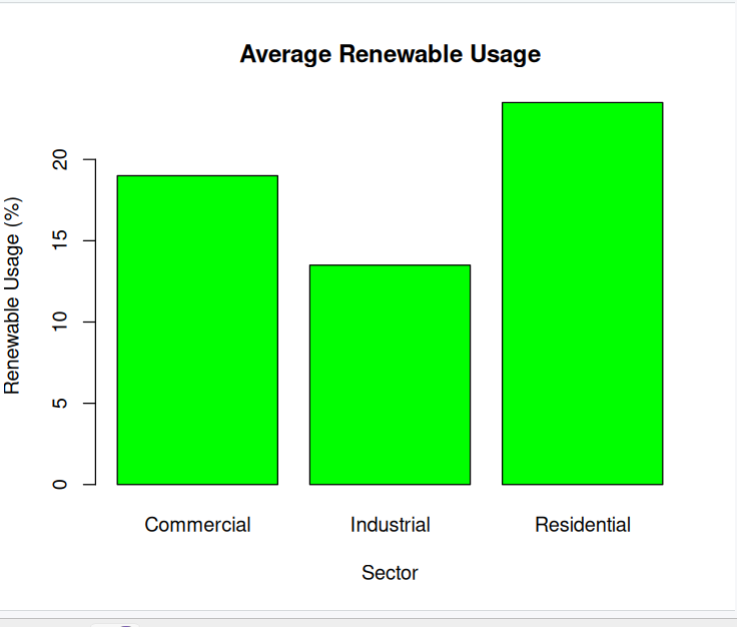 Average Renewable Usage
Renewable Usage (%)
20
15
10
5
0
Commercial Industrial Residential
Sector